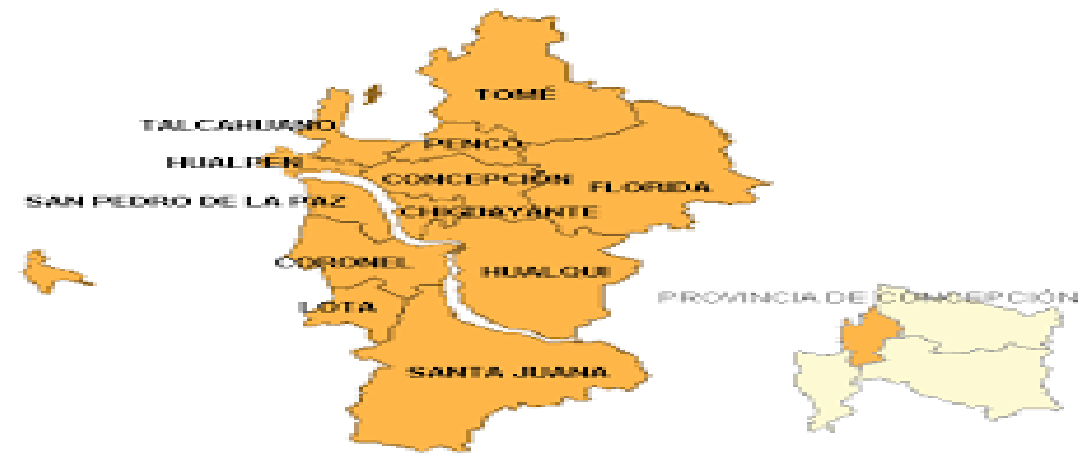 TOMÉ
TALCAHUANO
PENCO
HUALPEN
CONCEPCIÓN
FLORIDA
SAN PEDRO DE LA PAZ
CHIGUAYANTE
CORONEL
HUALQUI
PROVINCIA DE CONCEPCIÓN
LOTA
SANTA JUANA